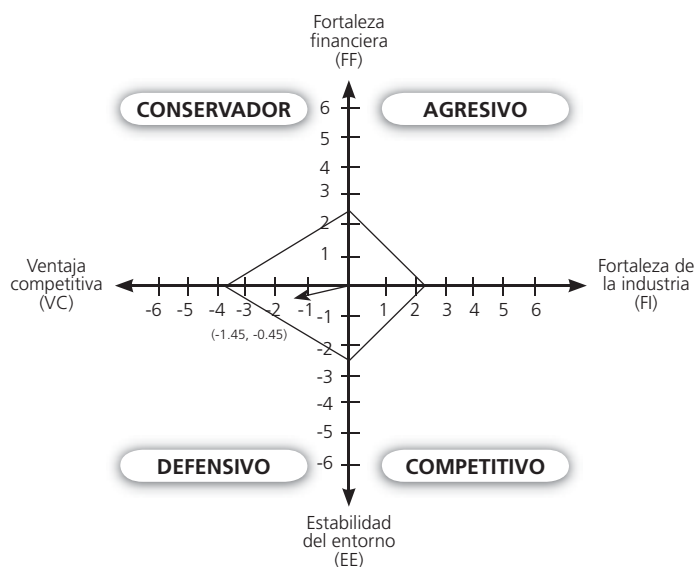 Fortaleza
financiera
(FF)
CONSERVADOR
AGRESIVO
6
5
4
3
2
1
Ventaja
competitiva
(VC)
Fortaleza de
la industria
(FI)
-6 -5 -4 -3 -2 -1 1 2 3 4 5 6
-1
(-1.45, -0.45)
-2
-3
-4
-5
-6
DEFENSIVO
COMPETITIVO
Estabilidad
del entorno
(EE)